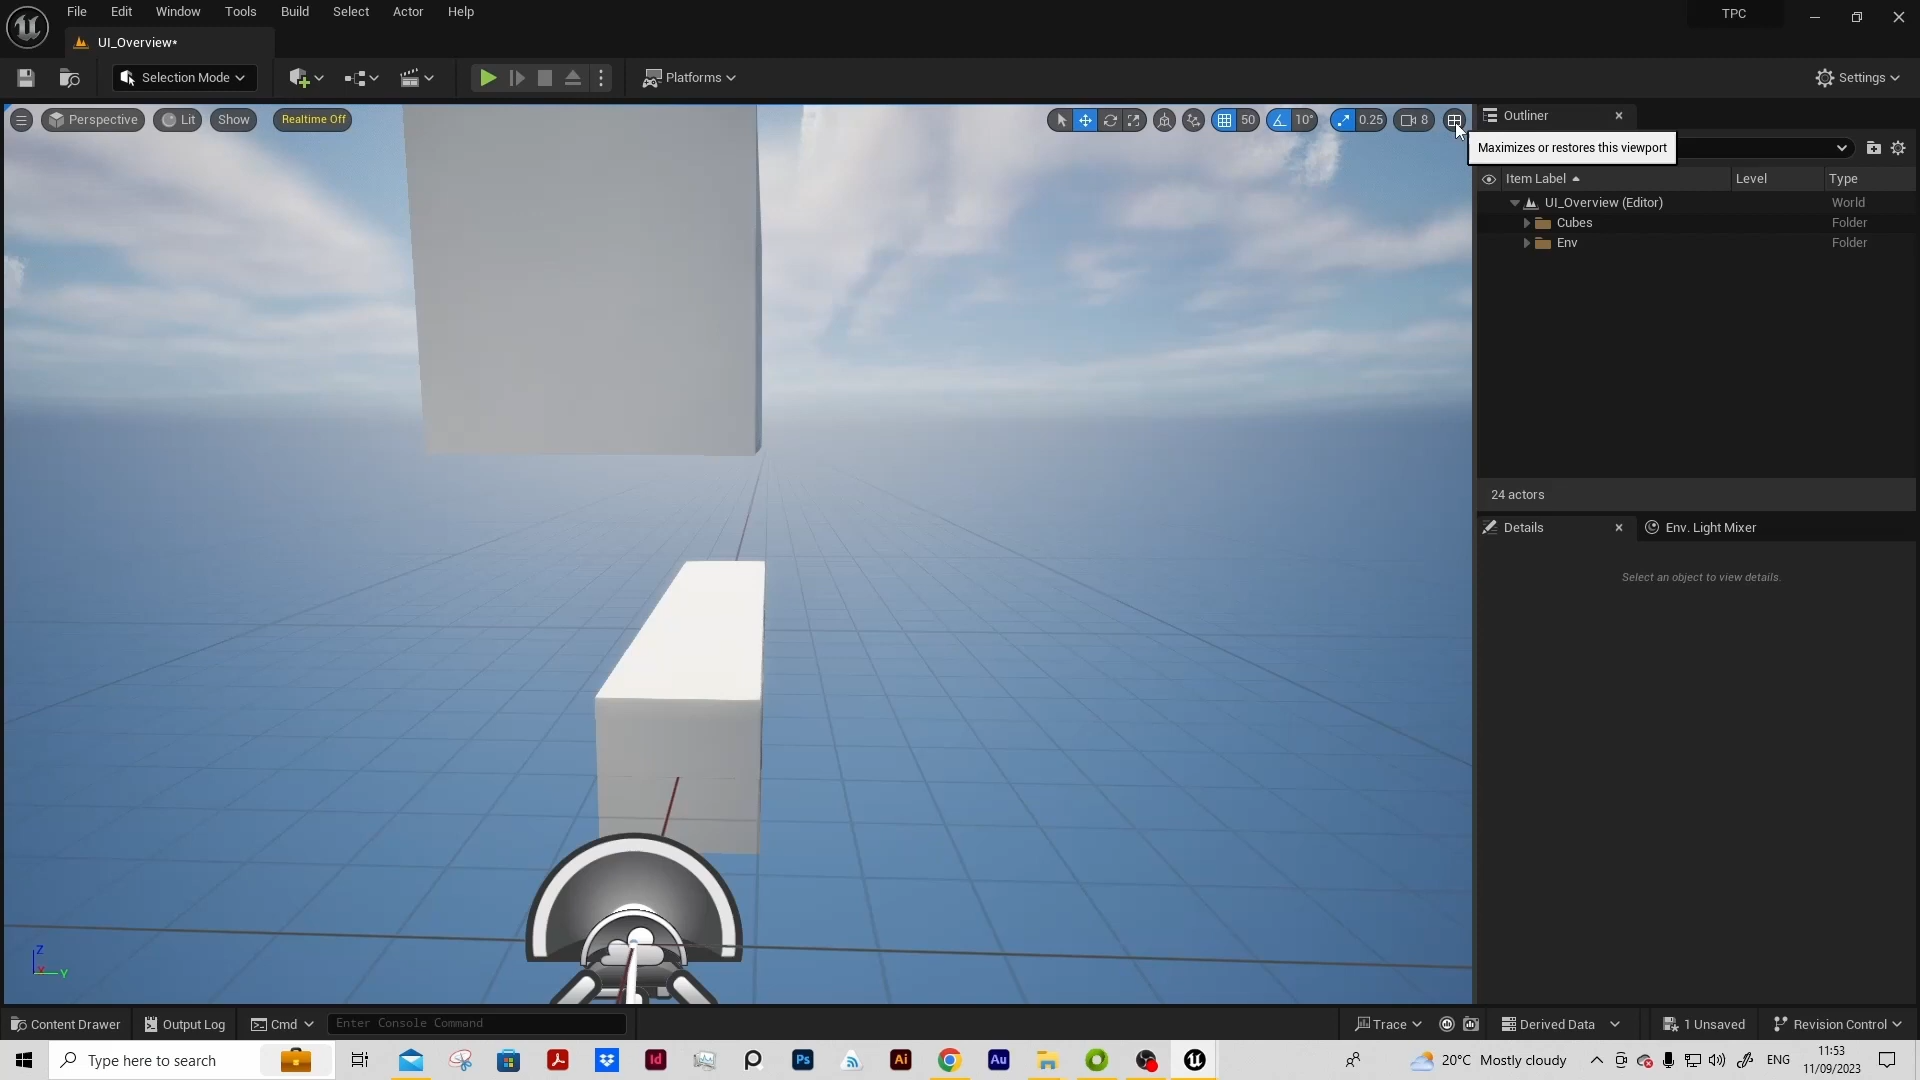 File Edit Window Tools Build Select Actor Help
TPC
UI_Overview*
Selection Mode
Platforms
Settings
Perspective Lit Show Realtime Off
50 10° 0.25 8
Outliner
Maximizes or restores this viewport
Item Label Level Type
UI_Overview (Editor) World
Cubes Folder
Env Folder
24 actors
Details Env. Light Mixer
Select an object to view details.
Z
X Y
Content Drawer Output Log Cmd Enter Console Command Trace Derived Data 1 Unsaved Revision Control
Type here to search Id Ps Ai Au 20°C Mostly cloudy ENG
11:53
11/09/2023